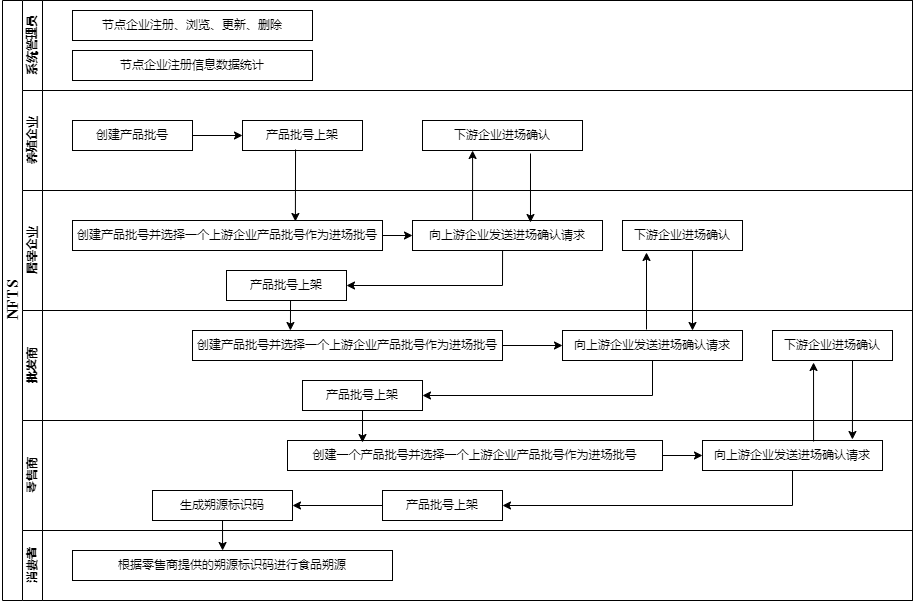 NFTS
系统管理员
节点企业注册、浏览、更新、删除
节点企业注册信息数据统计
养殖企业
创建产品批号
产品批号上架
下游企业进场确认
居宰企业
创建产品批号并选择一个上游企业产品批号作为进场批号
向上游企业发送进场确认请求
下游企业进场确认
产品批号上架
批发商
创建产品批号并选择一个上游企业产品批号作为进场批号
向上游企业发送进场确认请求
下游企业进场确认
产品批号上架
零售商
创建一个产品批号并选择一个上游企业产品批号作为进场批号
向上游企业发送进场确认请求
生成朔源标识码
产品批号上架
消费者
根据零售商提供的朔源标识码进行食品朔源